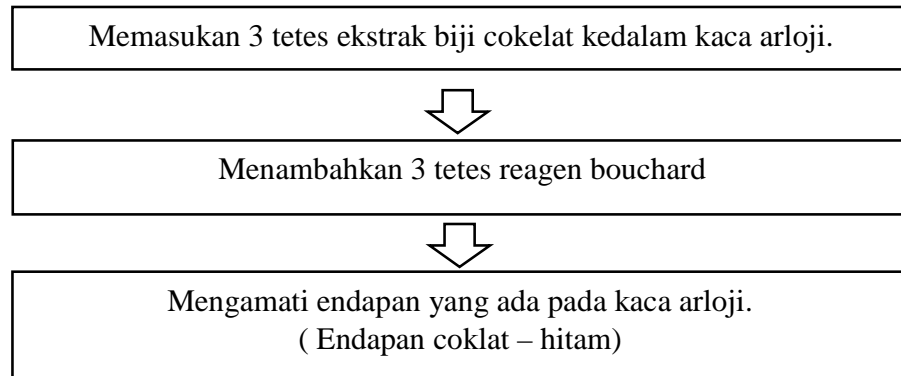 Memasukan 3 tetes ekstrak biji cokelat kedalam kaca arloji.
Menambahkan 3 tetes reagen bouchard
Mengamati endapan yang ada pada kaca arloji.
( Endapan coklat – hitam)